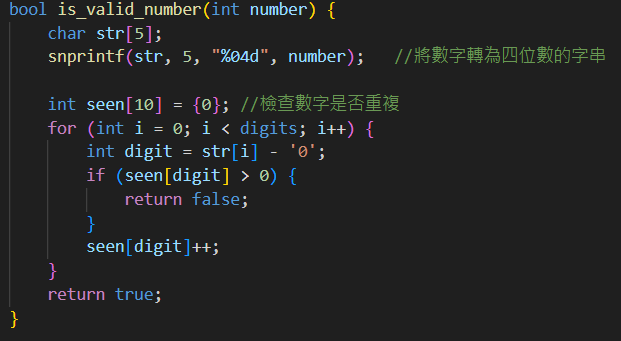 bool is_valid_number(int number) {
    char str[5];
    snprintf(str, 5, "%04d", number);   //將數字轉為四位數的字串

    int seen[10] = {0}; //檢查數字是否重複
    for (int i = 0; i < digits; i++) {
        int digit = str[i] - '0';
        if (seen[digit] > 0) {
            return false;
        }
        seen[digit]++;
    }
    return true;
}